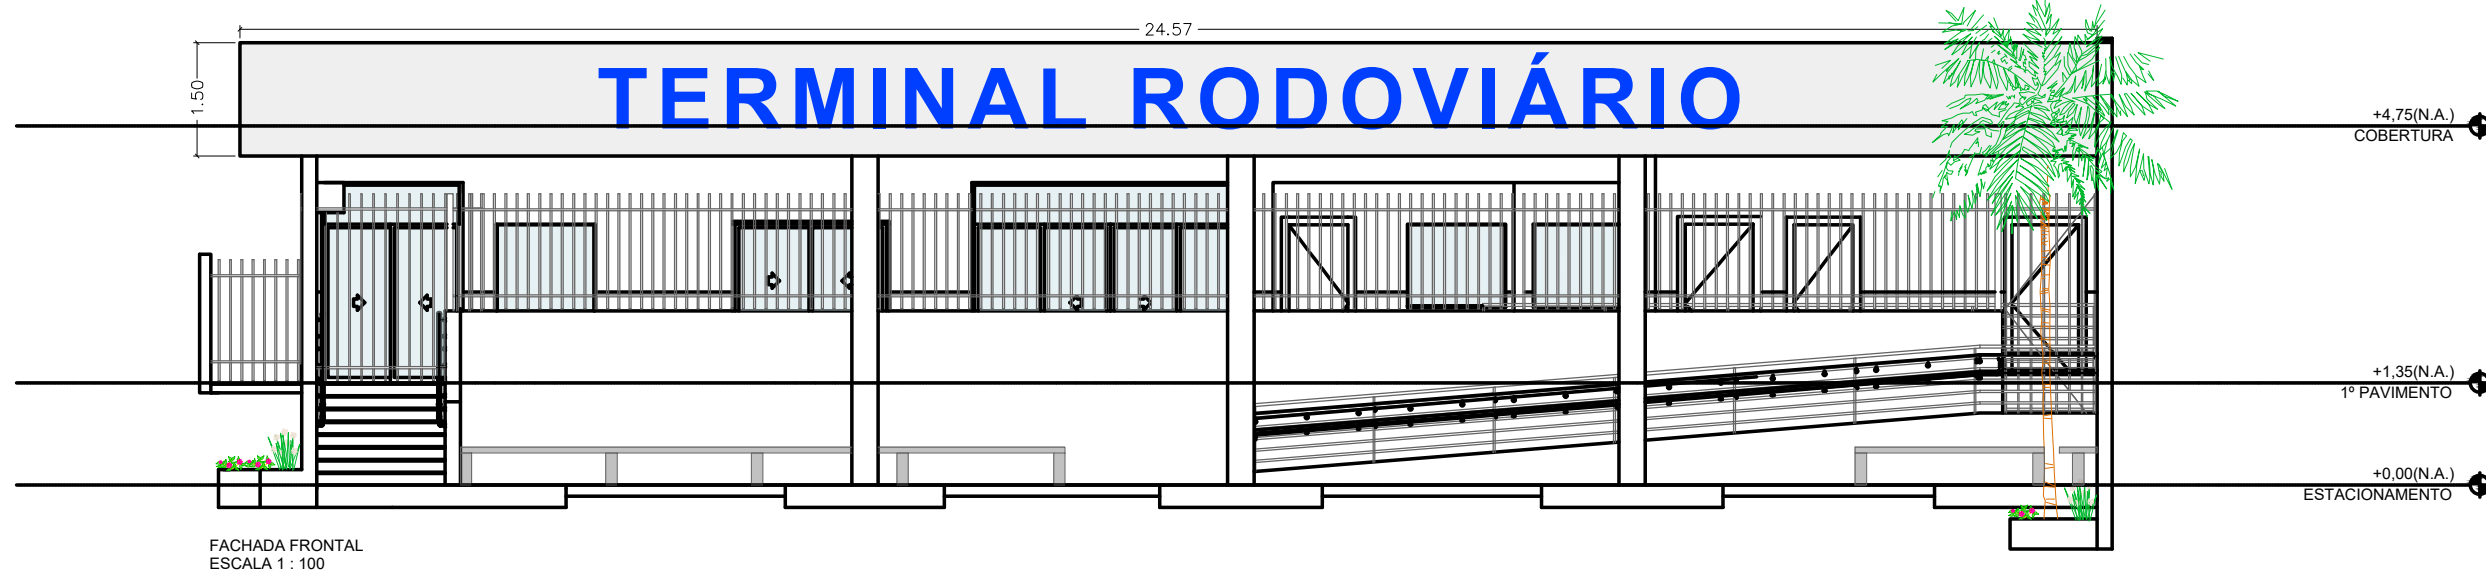 24.57
1.50
TERMINAL RODOVIÁRIO
+4,75(N.A.)
COBERTURA
+1,35(N.A.)
1º PAVIMENTO
+0,00(N.A.)
ESTACIONAMENTO
FACHADA FRONTAL
ESCALA 1 : 100